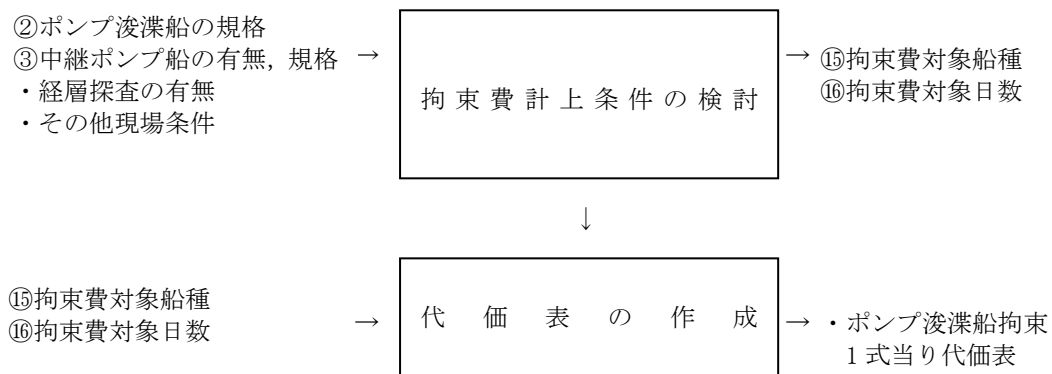 ②ポンプ浚渫船の規格
③中継ポンプ船の有無, 規格
・経層探査の有無
・その他現場条件
→
拘束費計上条件の検討
→
⑮拘束費対象船種
⑯拘束費対象日数
↓
⑮拘束費対象船種
⑯拘束費対象日数
→
代価表の作成
→
・ポンプ浚渫船拘束
1式当り代価表